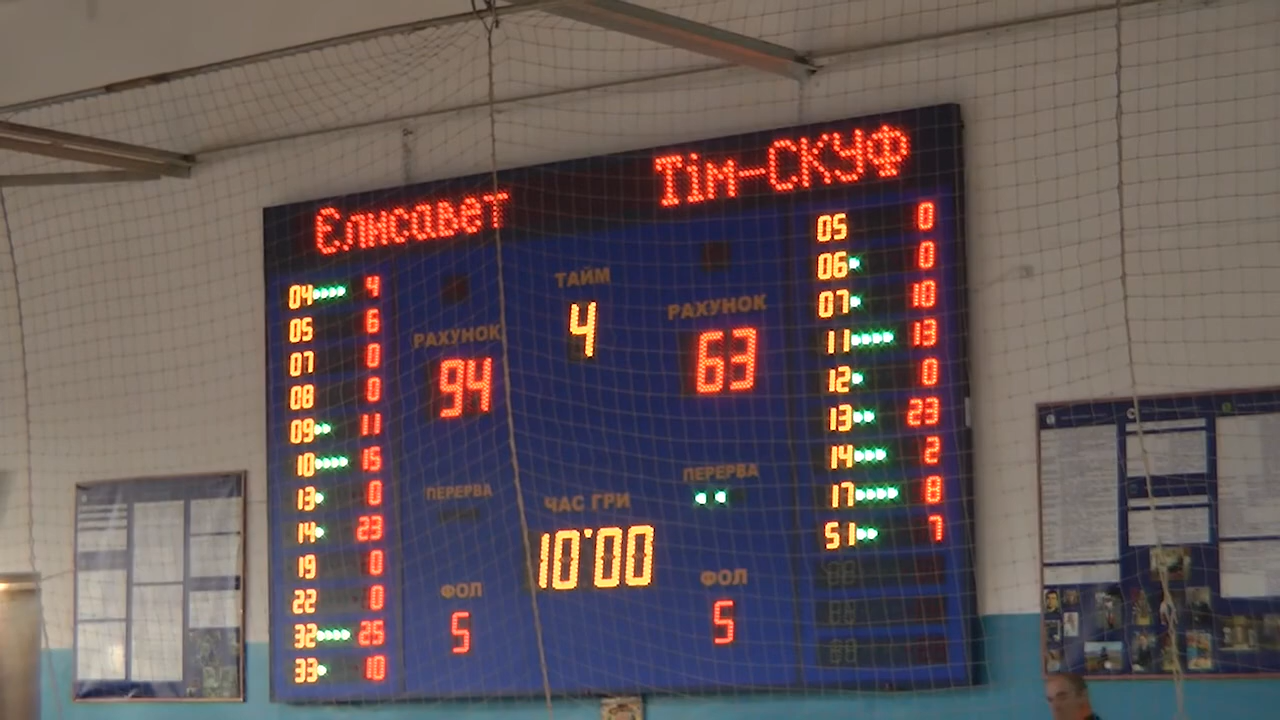 Єлисавет
Тім-СКУФ
04 4
05 6
07 0
08 0
09 11
10 15
13 0
14 23
19 0
22 0
32 25
33 10
РАХУНОК
94
ПЕРЕРВА
ФОЛ
5
ТАЙМ
4
ЧАС ГРИ
10:00
РАХУНОК
63
ПЕРЕРВА
ФОЛ
5
05 0
06 0
07 10
11 13
12 0
13 23
14 2
17 8
51 7